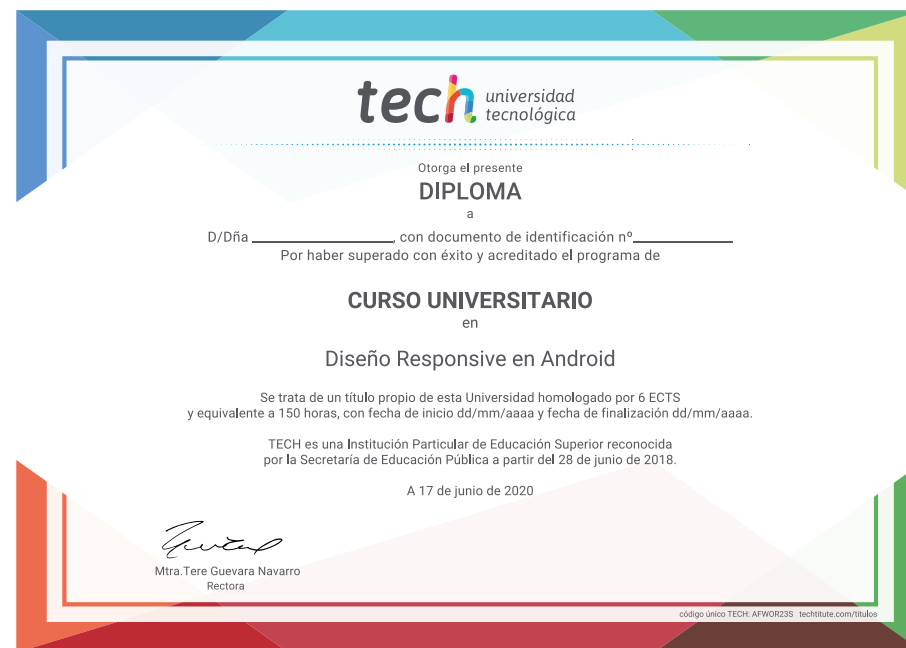 tech universidad
tecnológica
Otorga el presente
DIPLOMA
a
D/Dña ____________________, con documento de identificación nº______________
Por haber superado con éxito y acreditado el programa de
CURSO UNIVERSITARIO
en
Diseño Responsive en Android
Se trata de un título propio de esta Universidad homologado por 6 ECTS
y equivalente a 150 horas, con fecha de inicio dd/mm/aaaa y fecha de finalización dd/mm/aaaa.
TECH es una Institución Particular de Educación Superior reconocida
por la Secretaría de Educación Pública a partir del 28 de junio de 2018.
A 17 de junio de 2020
Mtra.Tere Guevara Navarro
Rectora
código único TECH: AFWOR23S techtitute.com/titulos